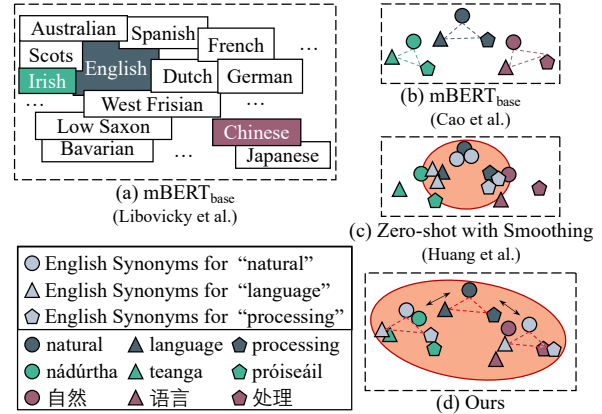 Australian
Spanish
French
...
Scots
English
Irish
Dutch
German
...
West Frisian
...
Low Saxon
Chinese
Bavarian
...
Japanese
(a) mBERTbase
(Libovicky et al.)
(b) mBERTbase
(Cao et al.)
(c) Zero-shot with Smoothing
(Huang et al.)
English Synonyms for “natural”
English Synonyms for “language”
English Synonyms for “processing”
natural language processing
nádúrtha teanga próiseáil
自然 语言 处理
(d) Ours